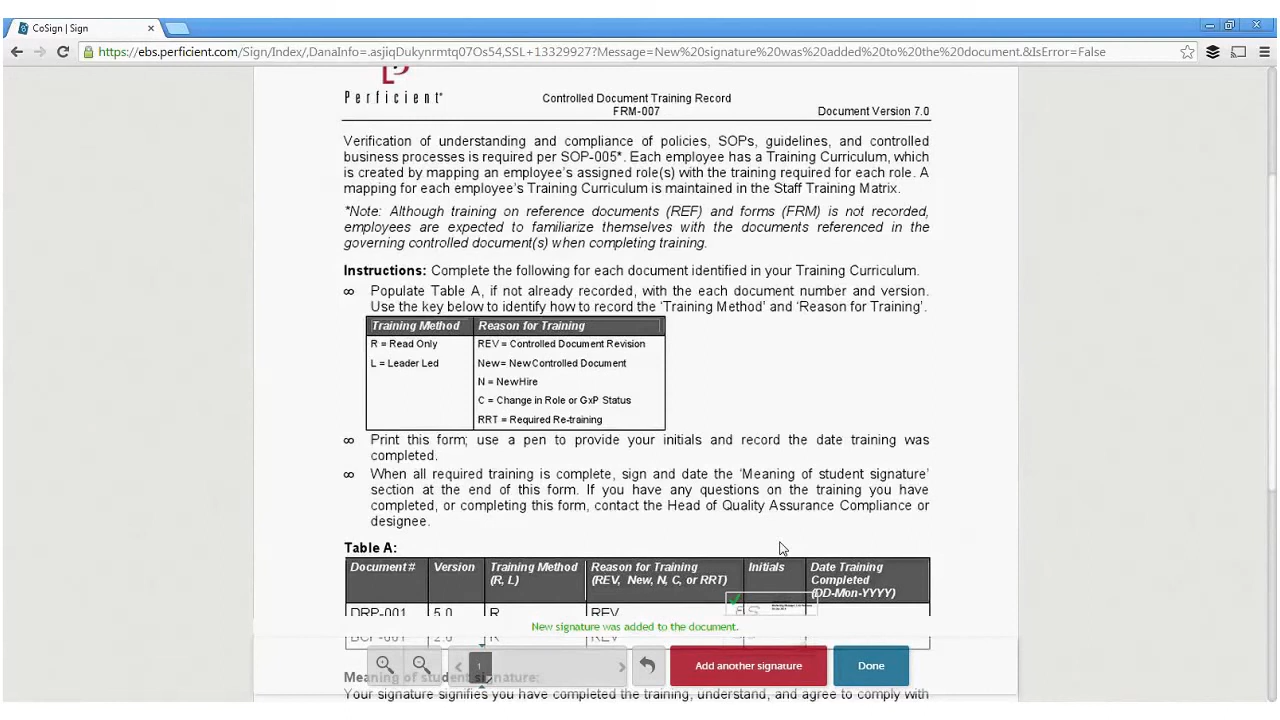 CoSign | Sign
https://ebs.perficient.com/Sign/Index/,DanaInfo=.asjiqDukynrmtq07Os54,SSL+13329927?Message=New%20signature%20was%20added%20to%20the%20document.&IsError=False
Perficient
Controlled Document Training Record
FRM-007
Document Version 7.0
Verification of understanding and compliance of policies, SOPs, guidelines, and controlled
business processes is required per SOP-005*. Each employee has a Training Curriculum, which
is created by mapping an employee's assigned role(s) with the training required for each role. A
mapping for each employee's Training Curriculum is maintained in the Staff Training Matrix.
*Note: Although training on reference documents (REF) and forms (FRM) is not recorded,
employees are expected to familiarize themselves with the documents referenced in the
governing controlled document(s) when completing training.
Instructions: Complete the following for each document identified in your Training Curriculum.
∞ Populate Table A, if not already recorded, with the each document number and version.
Use the key below to identify how to record the 'Training Method' and 'Reason for Training'.
Training Method Reason for Training
R = Read Only REV = Controlled Document Revision
L = Leader Led New = New Controlled Document
N = New Hire
C = Change in Role or GxP Status
RRT = Required Re-training
∞ Print this form; use a pen to provide your initials and record the date training was
completed.
∞ When all required training is complete, sign and date the 'Meaning of student signature'
section at the end of this form. If you have any questions on the training you have
completed, or completing this form, contact the Head of Quality Assurance Compliance or
designee.
Table A:
Document # Version Training Method Reason for Training Initials Date Training
(R, L) (REV, New, N, C, or RRT) Completed
(DD-Mon-YYYY)
DRP-001 5.0 R REV
New signature was added to the document.
BCP-001 2.0 R REV
1 Add another signature Done
Meaning of student signature:
Your signature signifies you have completed the training, understand, and agree to comply with